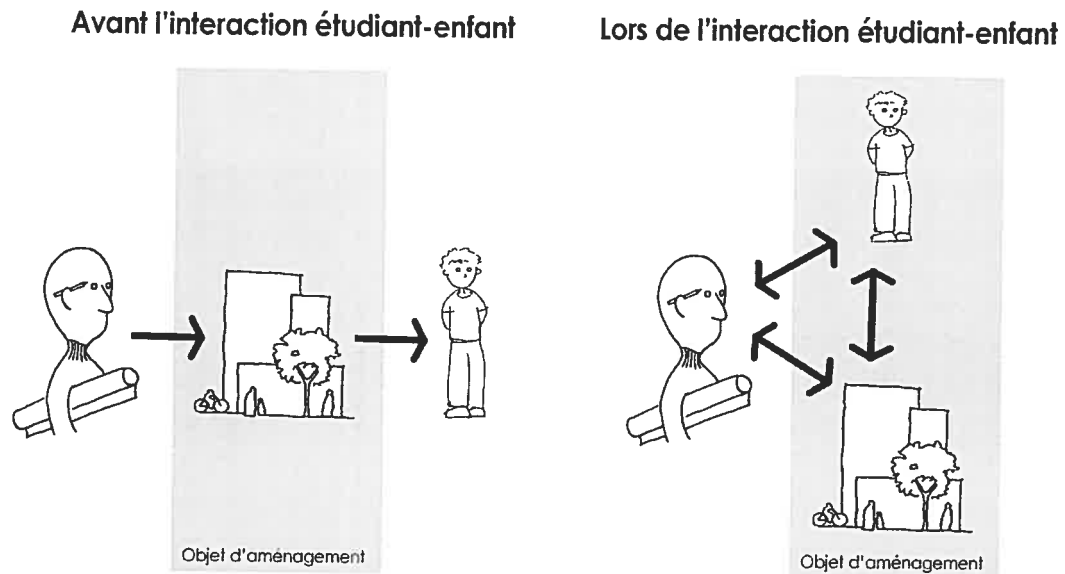 Avant l'interaction étudiant-enfant
Lors de l'interaction étudiant-enfant
Objet d'aménagement
Objet d'aménagement